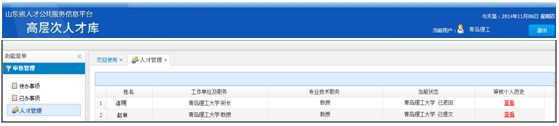 山东省人才公共服务信息平台
高层次人才库
今天是：2014年11月06日 星期四
当前用户： 青岛理工
退出
功能菜单
审核管理
待办事项
已办事项
人才管理
欢迎使用 ×
人才管理 ×
姓名 工作单位及职务 专业技术职务 当前状态 审核个人历史
1 连明 青岛理工大学·所长 教授 青岛理工大学 已退回 查看
2 赵来 青岛理工大学·教授 教授 青岛理工大学 已提交 查看